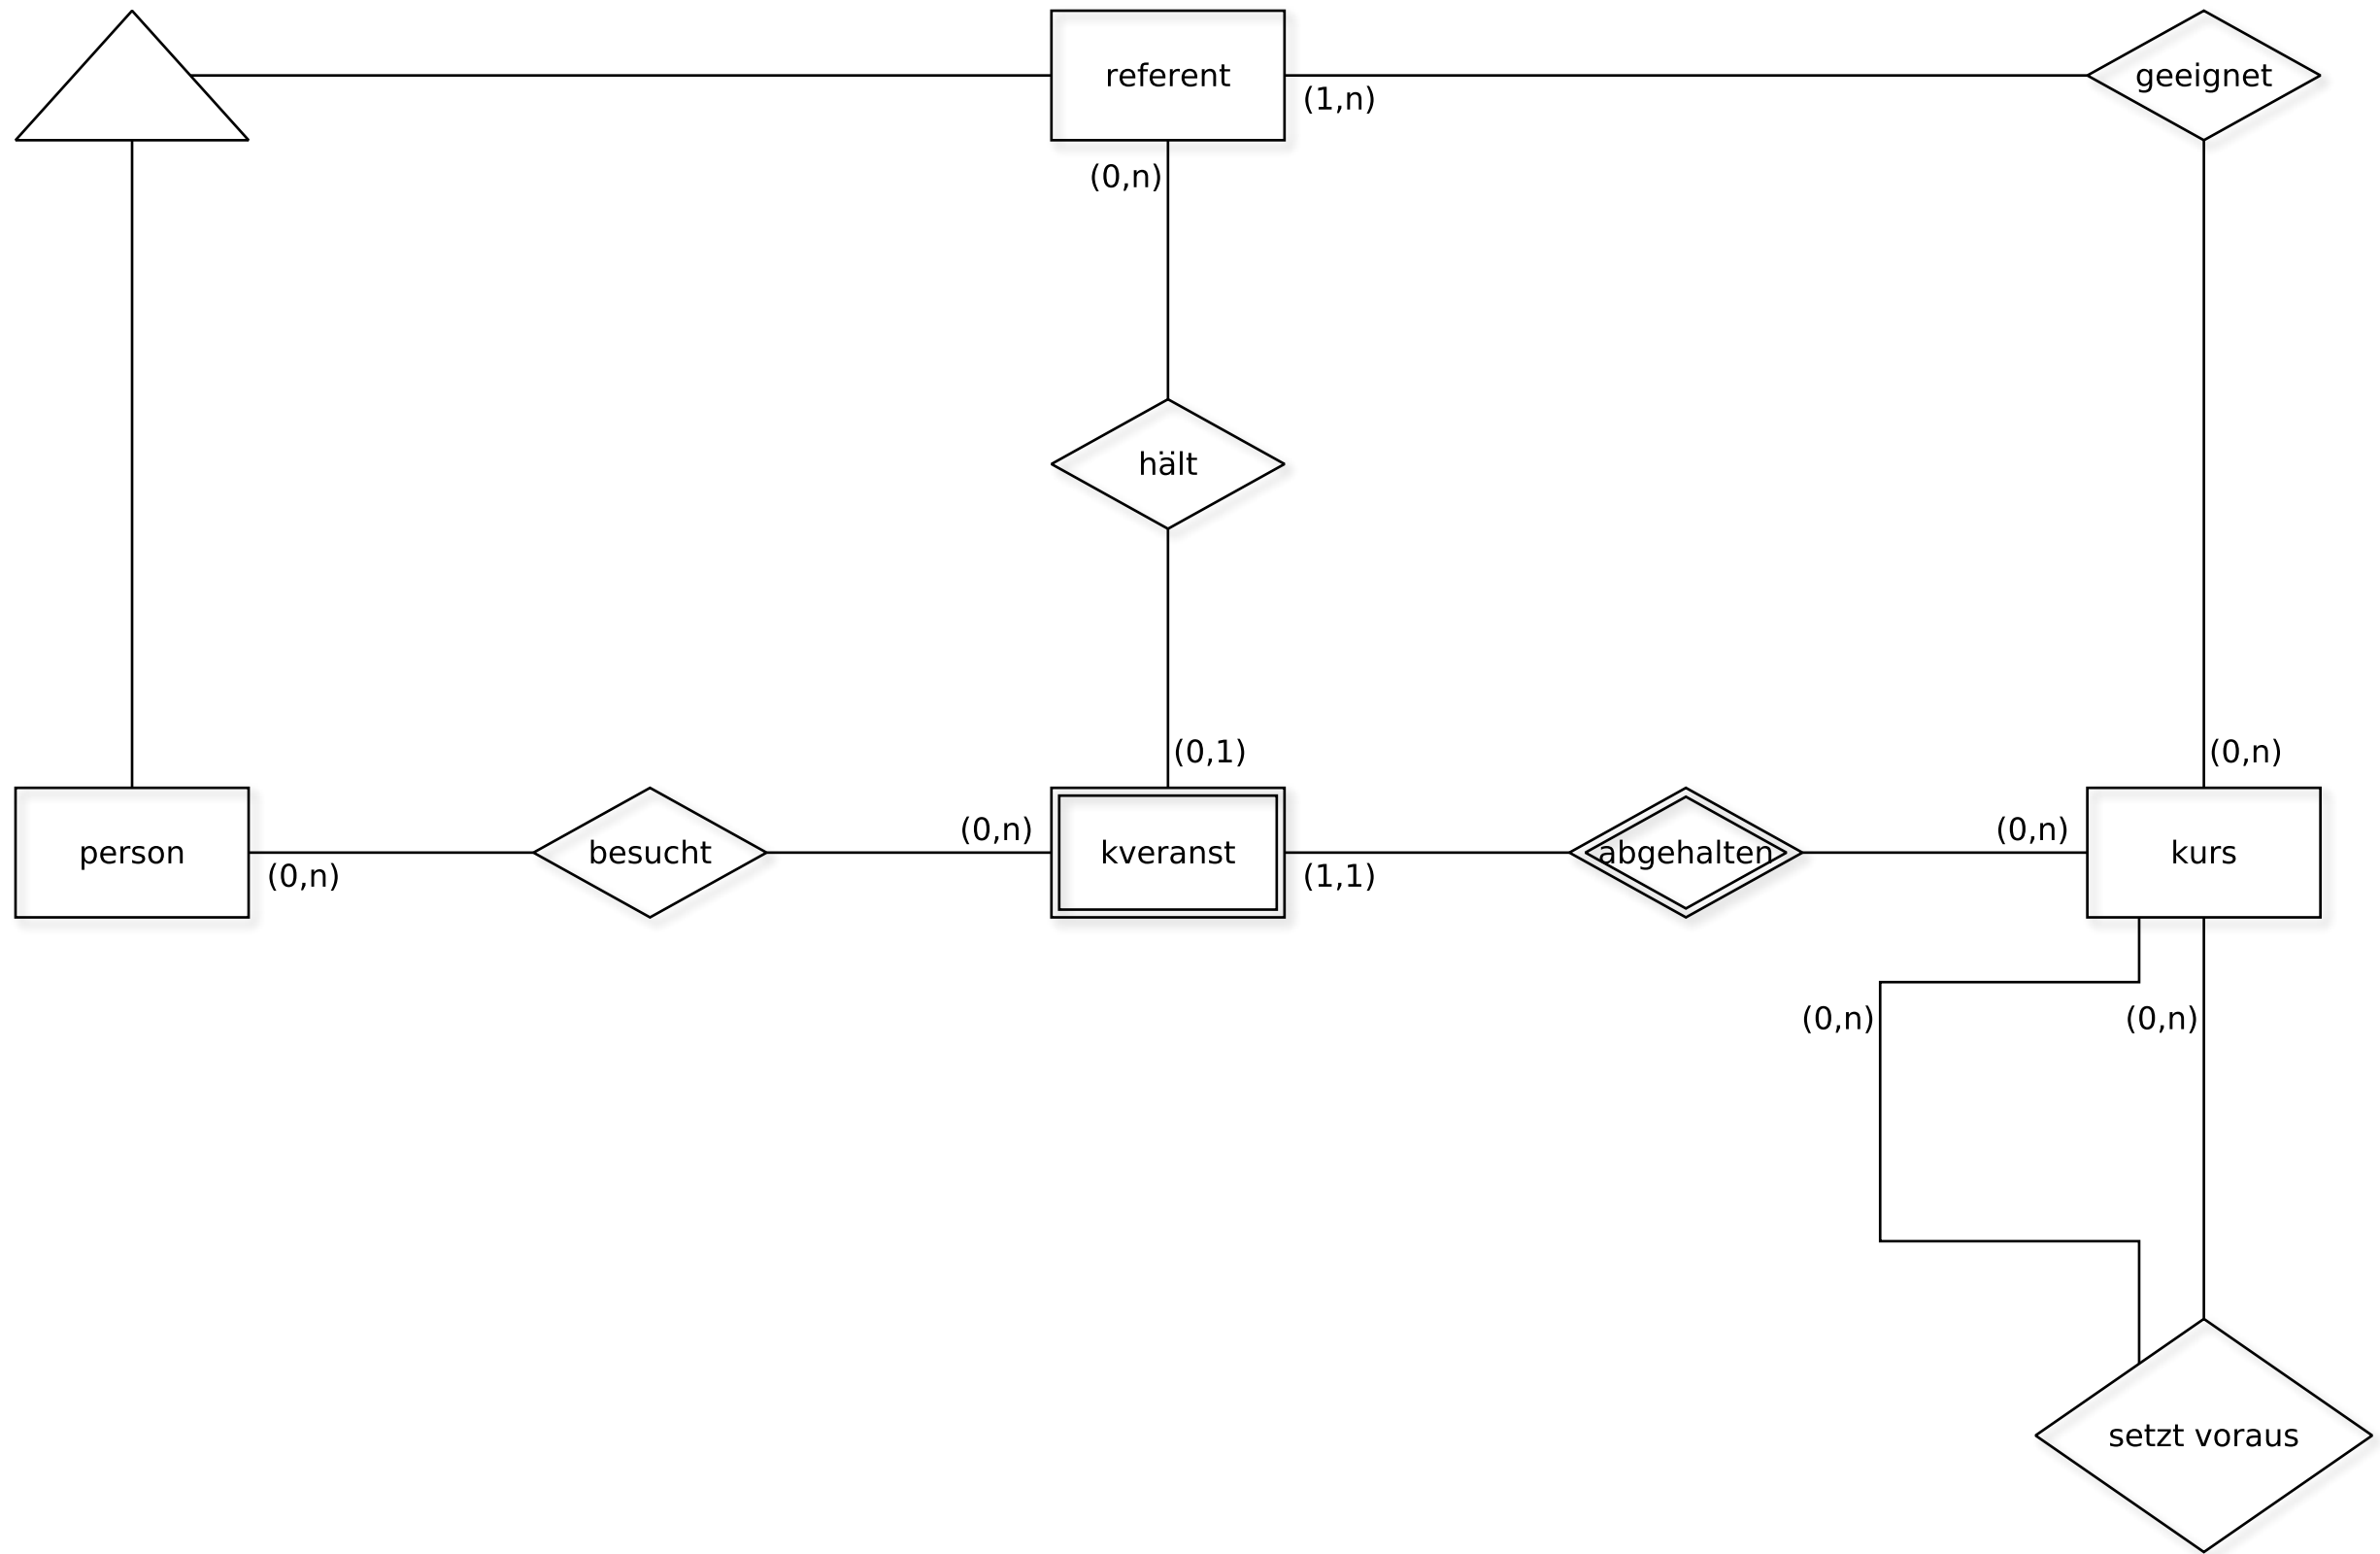 referent
geeignet
(1,n)
(0,n)
hält
(0,1)
(0,n)
person
(0,n)
besucht
(0,n)
kveranst
(1,1)
abgehalten
(0,n)
kurs
(0,n)
(0,n)
setzt voraus